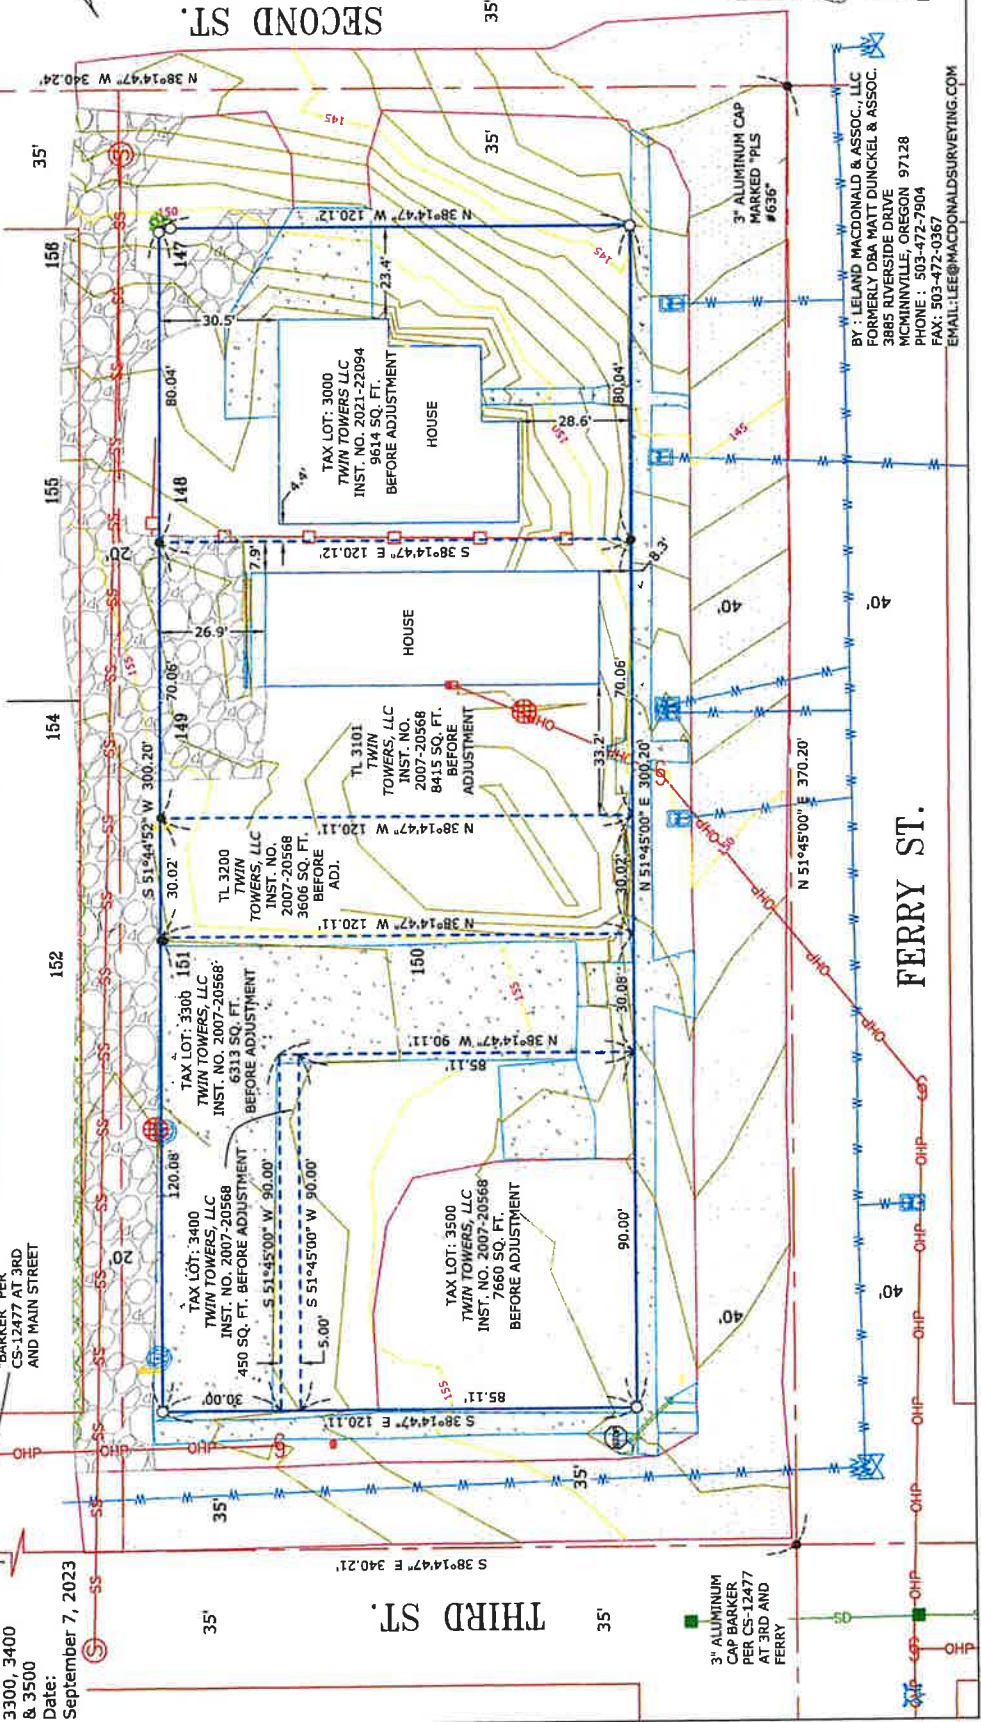 3300, 3400
& 3500
Date:
September 7, 2023
"BARKER" PER
CS-12477 AT 3RD
AND MAIN STREET
152
154
155
156
35'
35'
SECOND ST.
N 38°14'47" W 340.24'
20'
20'
S 51°44'52" W 300.20'
120.08'
30.02'
70.06'
80.04'
151
149
148
147
150
TAX LOT: 3400
TWIN TOWERS, LLC
INST. NO. 2007-20568
450 SQ. FT. BEFORE ADJUSTMENT
S 51°45'00" W 90.00'
S 51°45'00" W 90.00'
5.00'
30.00'
TAX LOT: 3300
TWIN TOWERS, LLC
INST. NO. 2007-20568
6313 SQ. FT.
BEFORE ADJUSTMENT
TL 3200
TWIN
TOWERS, LLC
INST. NO.
2007-20568
3606 SQ. FT.
BEFORE
ADJ.
TL 3101
TWIN
TOWERS, LLC
INST. NO.
2007-20568
8415 SQ. FT.
BEFORE
ADJUSTMENT
HOUSE
TAX LOT: 3000
TWIN TOWERS LLC
INST. NO. 2021-22094
9614 SQ. FT.
BEFORE ADJUSTMENT
HOUSE
26.9'
7.9'
30.5'
23.4'
28.6'
33.2'
8.3'
N 38°14'47" W 120.11'
N 38°14'47" W 120.11'
S 38°14'47" E 120.12'
N 38°14'47" W 120.12'
N 38°14'47" W 90.11'
85.11'
150
TAX LOT: 3500
TWIN TOWERS, LLC
INST. NO. 2007-20568
7660 SQ. FT.
BEFORE ADJUSTMENT
85.11'
S 38°14'47" E 120.11'
90.00'
30.08'
30.02'
70.06'
80.04'
N 51°45'00" E 300.20'
155
155
155
150
145
145
145
35'
35'
35'
S 38°14'47" E 340.21'
THIRD ST.
35'
40'
40'
40'
40'
N 51°45'00" E 370.20'
FERRY ST.
3" ALUMINUM
CAP BARKER
PER CS-12477
AT 3RD AND
FERRY
3" ALUMINUM CAP
MARKED "PLS
#636"
BY : LELAND MACDONALD & ASSOC., LLC
FORMERLY DBA MATT DUNCKEL & ASSOC.
3885 RIVERSIDE DRIVE
MCMINNVILLE, OREGON 97128
PHONE : 503-472-7904
FAX: 503-472-0367
EMAIL:LEE@MACDONALDSURVEYING.COM